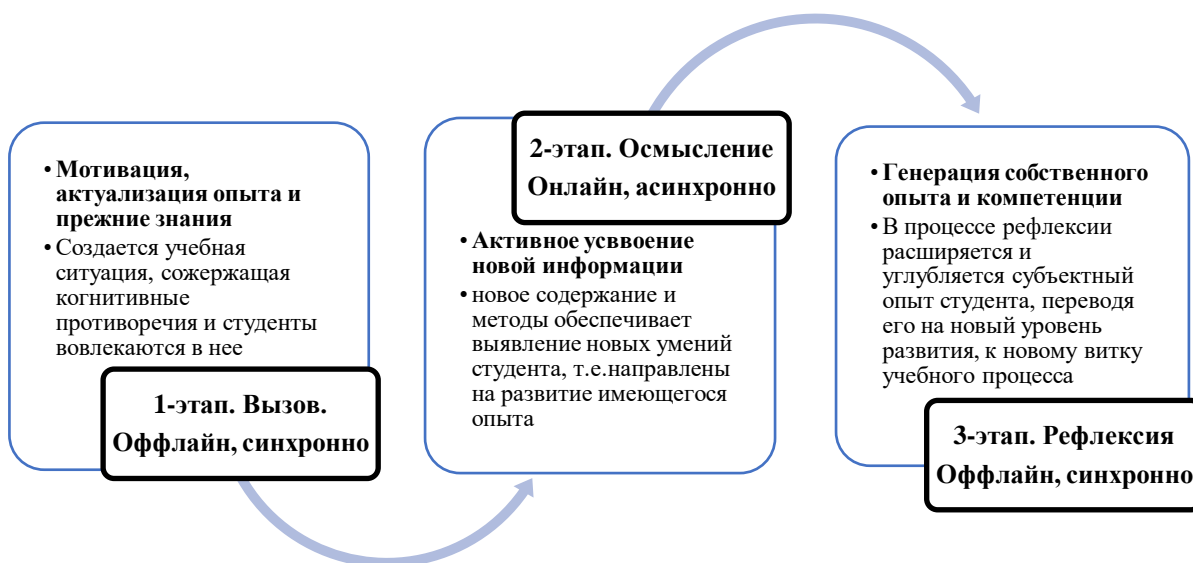 • Мотивация,
актуализация опыта и
прежние знания
• Создается учебная
ситуация, сожержащая
когнитивные
противоречия и студенты
вовлекаются в нее
1-этап. Вызов.
Оффлайн, синхронно
2-этап. Осмысление
Онлайн, асинхронно
• Активное усввоение
новой информации
• новое содержание и
методы обеспечивает
выявление новых умений
студента, т.е.направлены
на развитие имеющегося
опыта
• Генерация собственного
опыта и компетенции
• В процессе рефлексии
расширяется и
углубляется субъектный
опыт студента, переводя
его на новый уровень
развития, к новому витку
учебного процесса
3-этап. Рефлексия
Оффлайн, синхронно